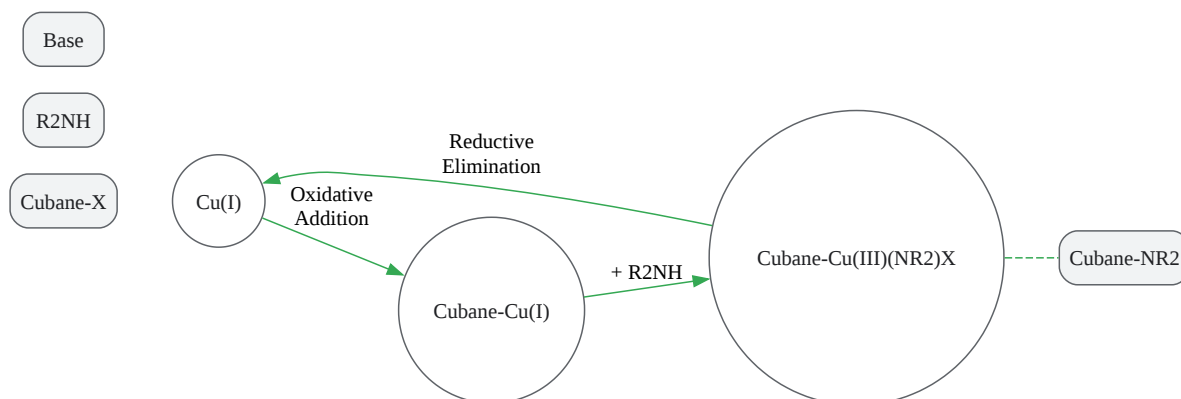 Base
R2NH
Cubane-X
Cu(I)
Oxidative
Addition
Reductive
Elimination
Cubane-Cu(I)
+ R2NH
Cubane-Cu(III)(NR2)X
Cubane-NR2